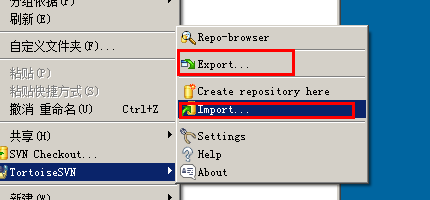 分组依据(P)
刷新(E)
自定义文件夹(F)...
粘贴(P)
粘贴快捷方式(S)
撤消 重命名(U) Ctrl+Z
共享(H)
SVN Checkout...
TortoiseSVN
新建(W)
Repo-browser
Export...
Create repository here
Import...
Settings
Help
About